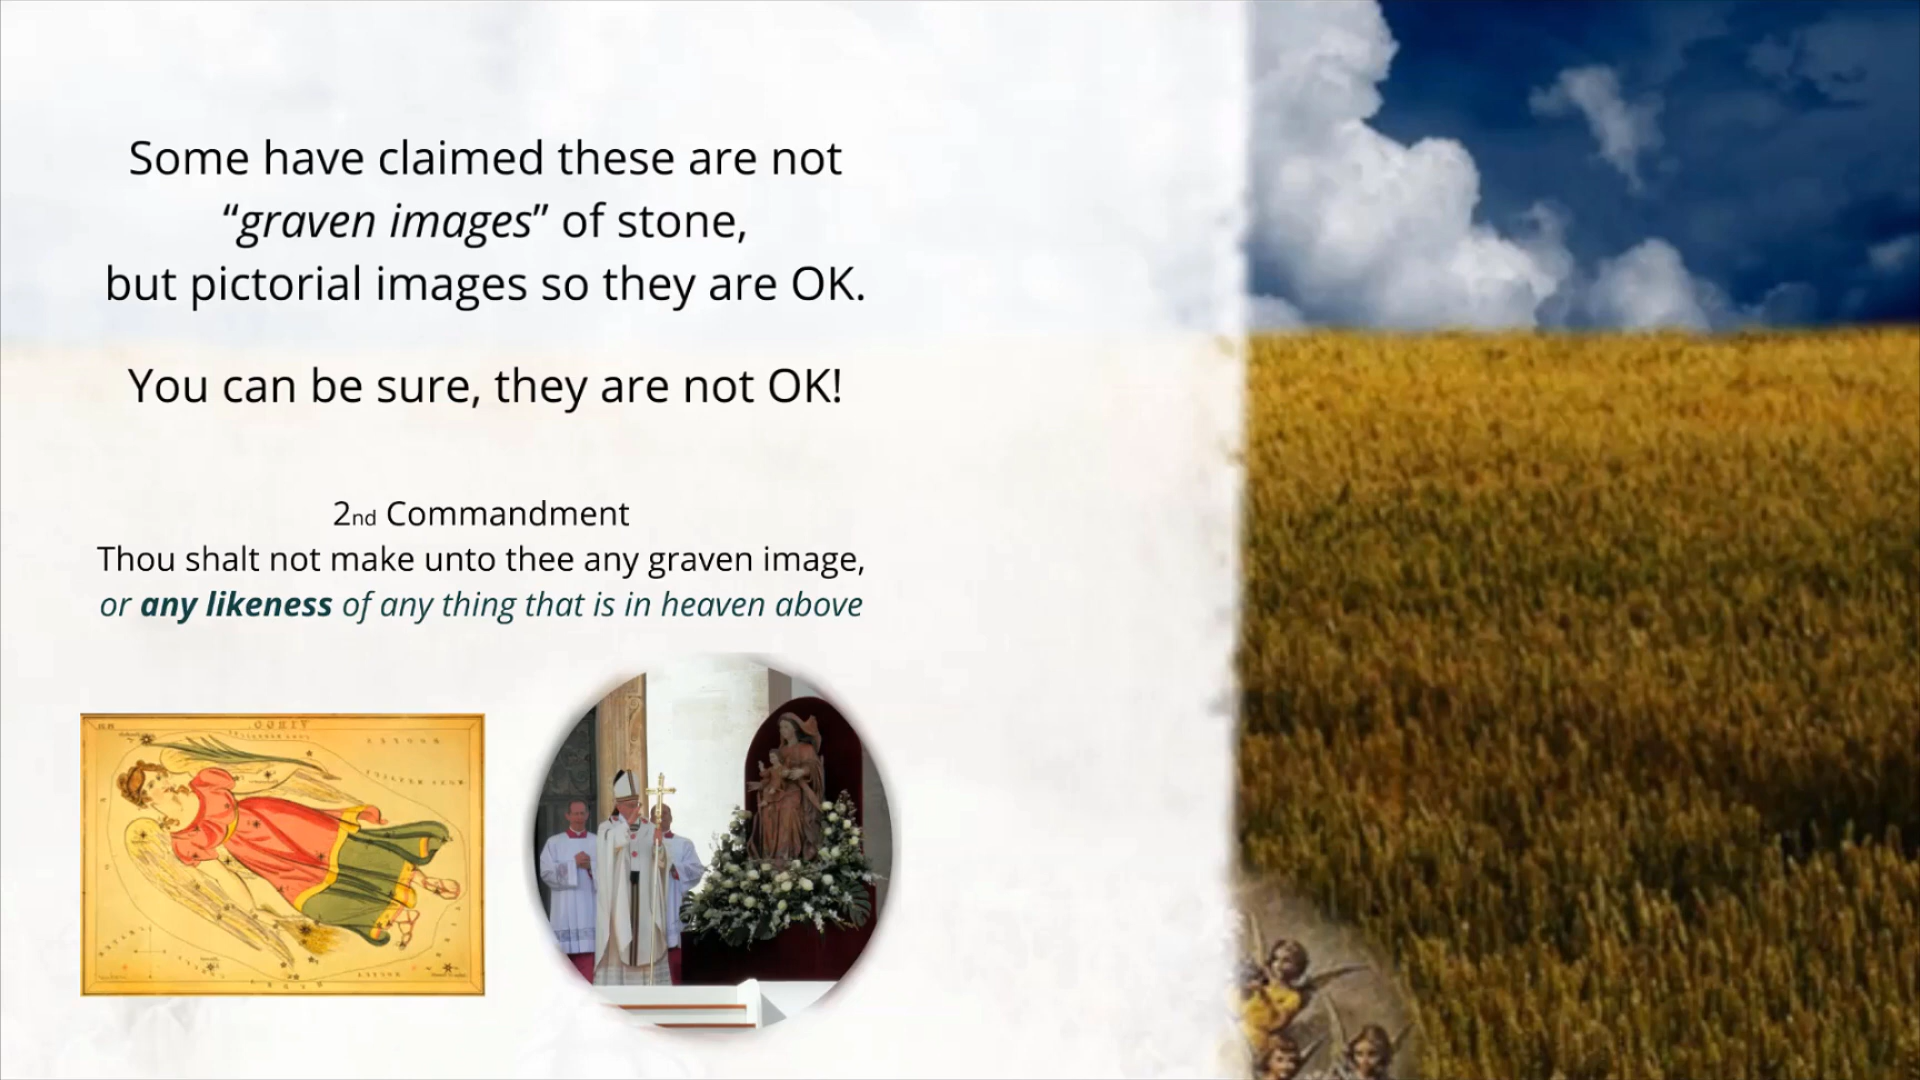 Some have claimed these are not
“graven images” of stone,
but pictorial images so they are OK.
You can be sure, they are not OK!
2nd Commandment
Thou shalt not make unto thee any graven image,
or any likeness of any thing that is in heaven above
VIRGO